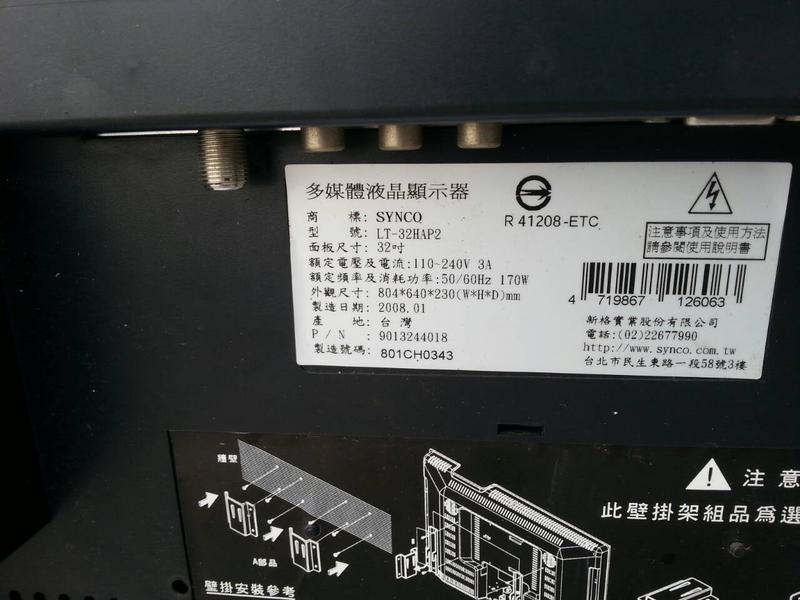 多媒體液晶顯示器
商　　標: SYNCO
型　　號: LT-32HAP2
面板尺寸: 32吋
額定電壓及電流:110~240V 3A
額定頻率及消耗功率:50/60Hz 170W
外觀尺寸: 804*640*230(W*H*D)mm
製造日期: 2008.01
產　　地: 台 灣
P / N : 9013244018
製造號碼: 801CH0343
R 41208-ETC
注意事項及使用方法
請參閱使用說明書
4 719867 126063
新格實業股份有限公司
電話:(02)22677990
http://www.synco.com.tw
台北市民生東路一段58號3樓
牆壁
A部品
壁掛安裝參考
注 意
此壁掛架組品為選